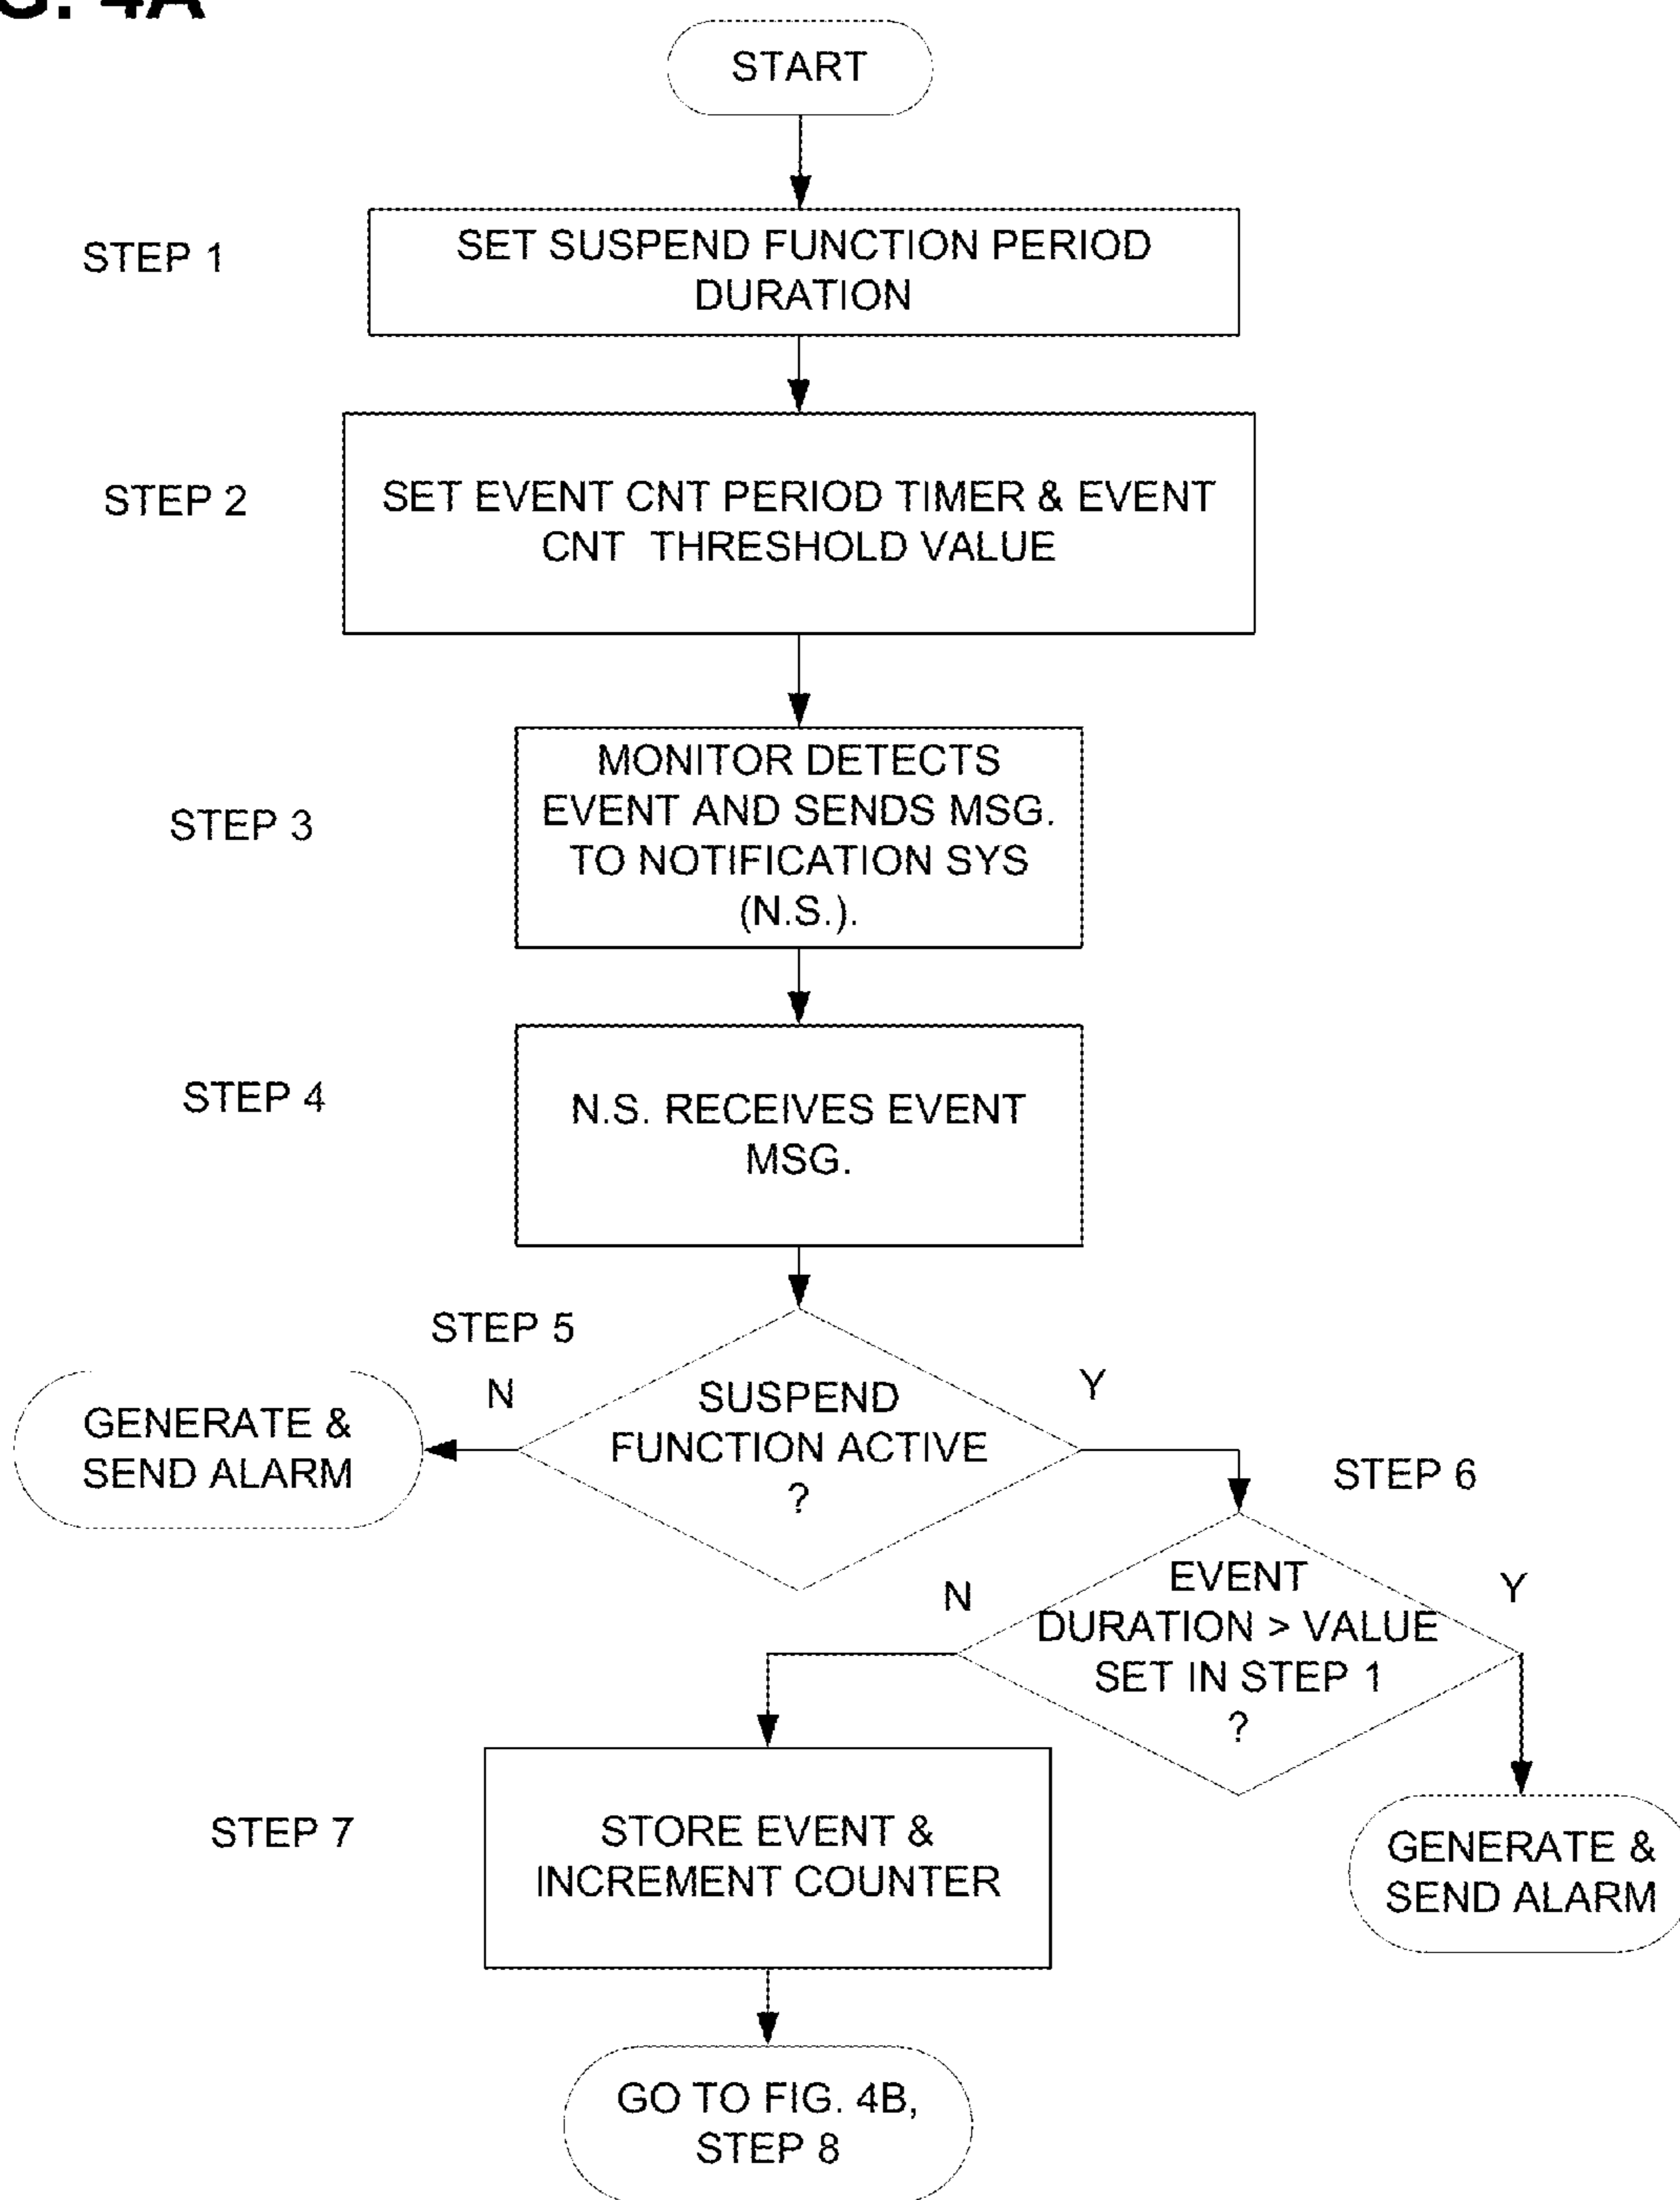 G. 4A
START
STEP 1
SET SUSPEND FUNCTION PERIOD
DURATION
STEP 2
SET EVENT CNT PERIOD TIMER & EVENT
CNT THRESHOLD VALUE
STEP 3
MONITOR DETECTS
EVENT AND SENDS MSG.
TO NOTIFICATION SYS
(N.S.).
STEP 4
N.S. RECEIVES EVENT
MSG.
STEP 5
N
SUSPEND
FUNCTION ACTIVE
?
Y
GENERATE &
SEND ALARM
STEP 6
N
EVENT
DURATION > VALUE
SET IN STEP 1
?
Y
STEP 7
STORE EVENT &
INCREMENT COUNTER
GENERATE &
SEND ALARM
GO TO FIG. 4B,
STEP 8